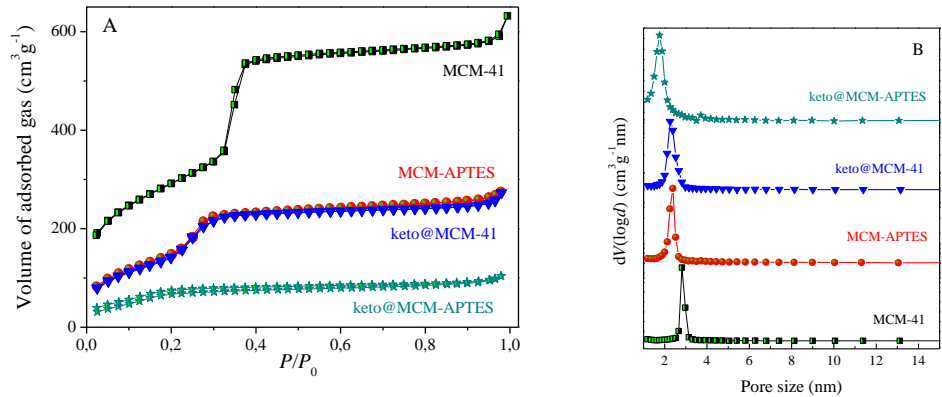 A
Volume of adsorbed gas (cm³ g⁻¹)
600
400
200
0
MCM-41
MCM-APTES
keto@MCM-41
keto@MCM-APTES
0,0 0,2 0,4 0,6 0,8 1,0
P/P₀
B
dV(logd) (cm³g⁻¹nm)
keto@MCM-APTES
keto@MCM-41
MCM-APTES
MCM-41
2 4 6 8 10 12 14
Pore size (nm)